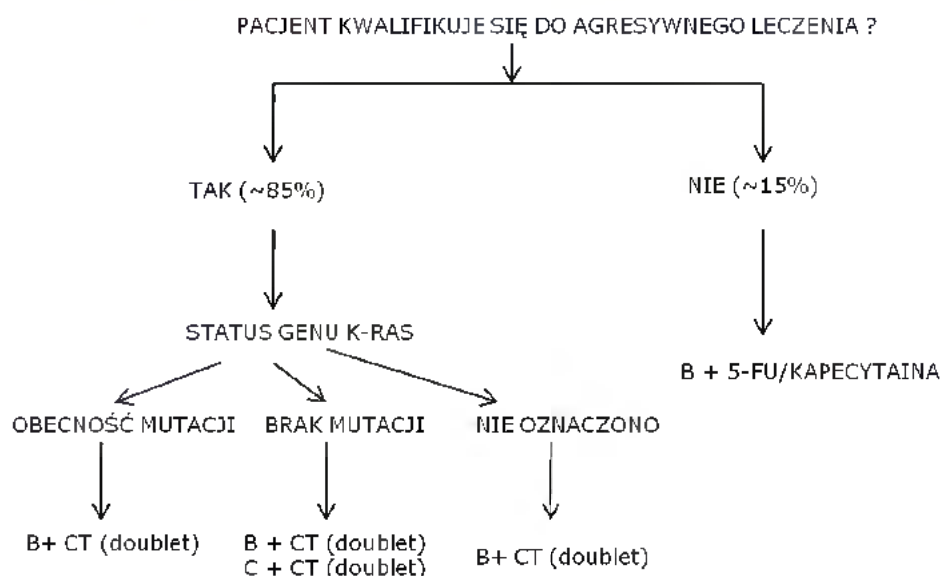 PACJENT KWALIFIKUJE SIĘ DO AGRESYWNEGO LECZENIA ?
TAK (~85%)
NIE (~15%)
STATUS GENU K-RAS
B + 5-FU/KAPECYTAINA
OBECNOŚĆ MUTACJI
BRAK MUTACJI
NIE OZNACZONO
B+ CT (doublet)
B + CT (doublet)
C + CT (doublet)
B+ CT (doublet)